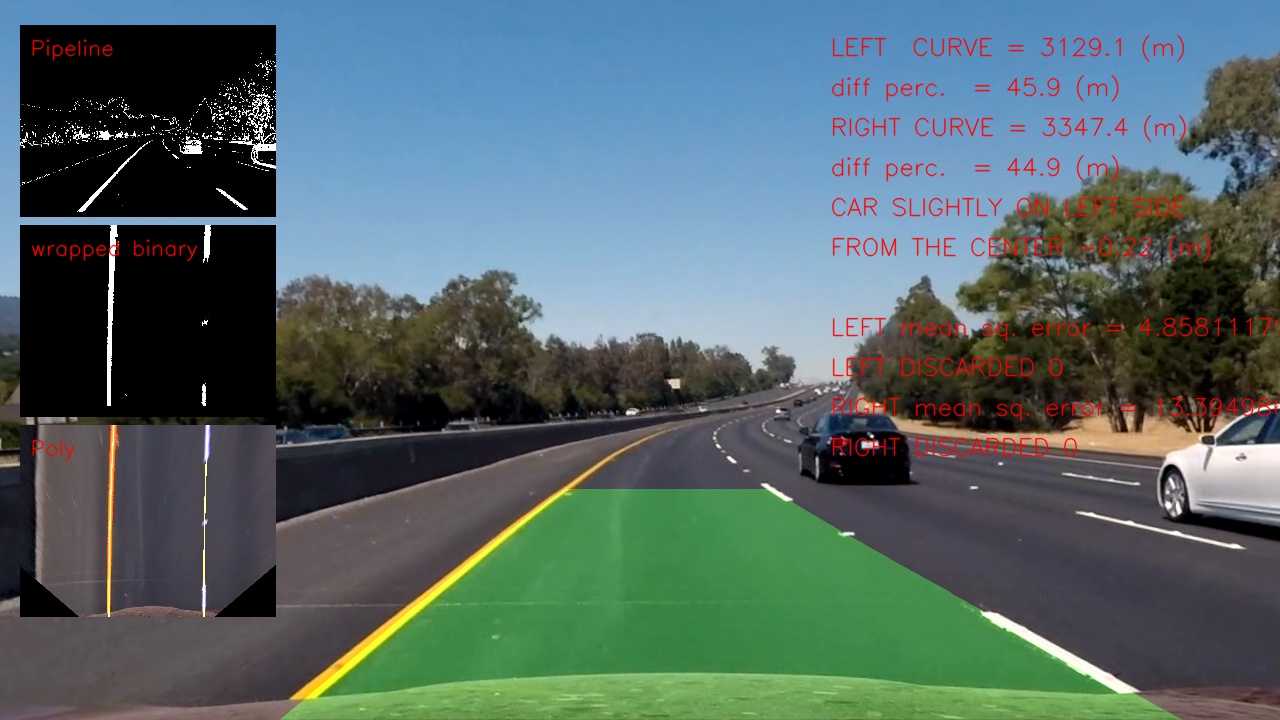 Pipeline
wrapped binary
Poly
LEFT CURVE = 3129.1 (m)
diff perc. = 45.9 (m)
RIGHT CURVE = 3347.4 (m)
diff perc. = 44.9 (m)
CAR SLIGHTLY ON LEFT SIDE
FROM THE CENTER -0.22 (m)
LEFT mean sq. error = 4.8581117
LEFT DISCARDED 0
RIGHT mean sq. error = 13.39498
RIGHT DISCARDED 0